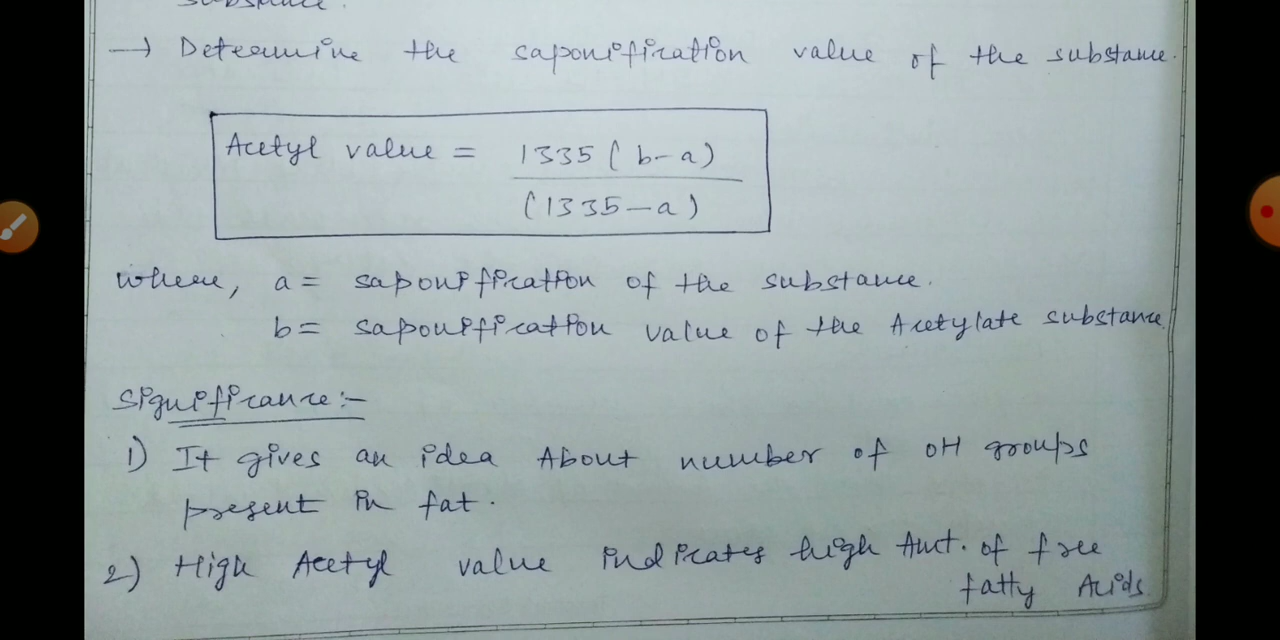 substance.
→ Determine the saponification value of the substance.
Acetyl value = 1335 (b-a)
(1335-a)
where, a = saponification of the substance.
b = saponification value of the Acetylate substance
Significance:-
1) It gives an idea About number of OH groups
present in fat.
2) High Acetyl value indicates high Amt. of free
fatty Acids